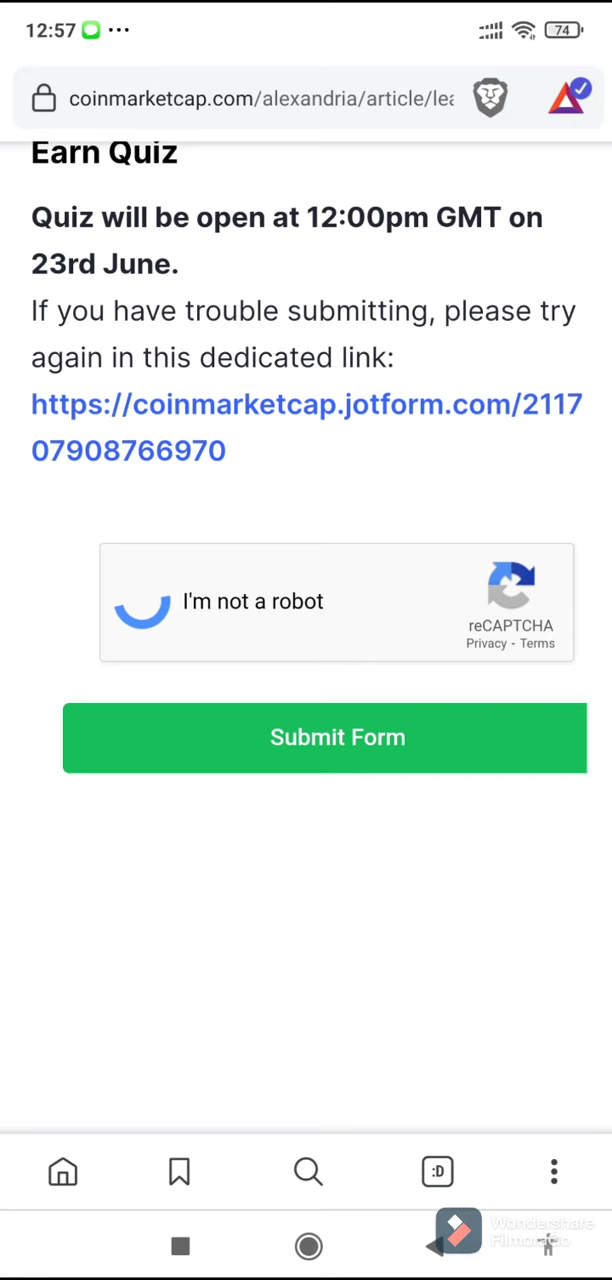 12:57
74
coinmarketcap.com/alexandria/article/lea
Earn Quiz
Quiz will be open at 12:00pm GMT on
23rd June.
If you have trouble submitting, please try
again in this dedicated link:
https://coinmarketcap.jotform.com/2117
07908766970
I'm not a robot
reCAPTCHA
Privacy - Terms
Submit Form
:D
Wondershare
FilmoraGo